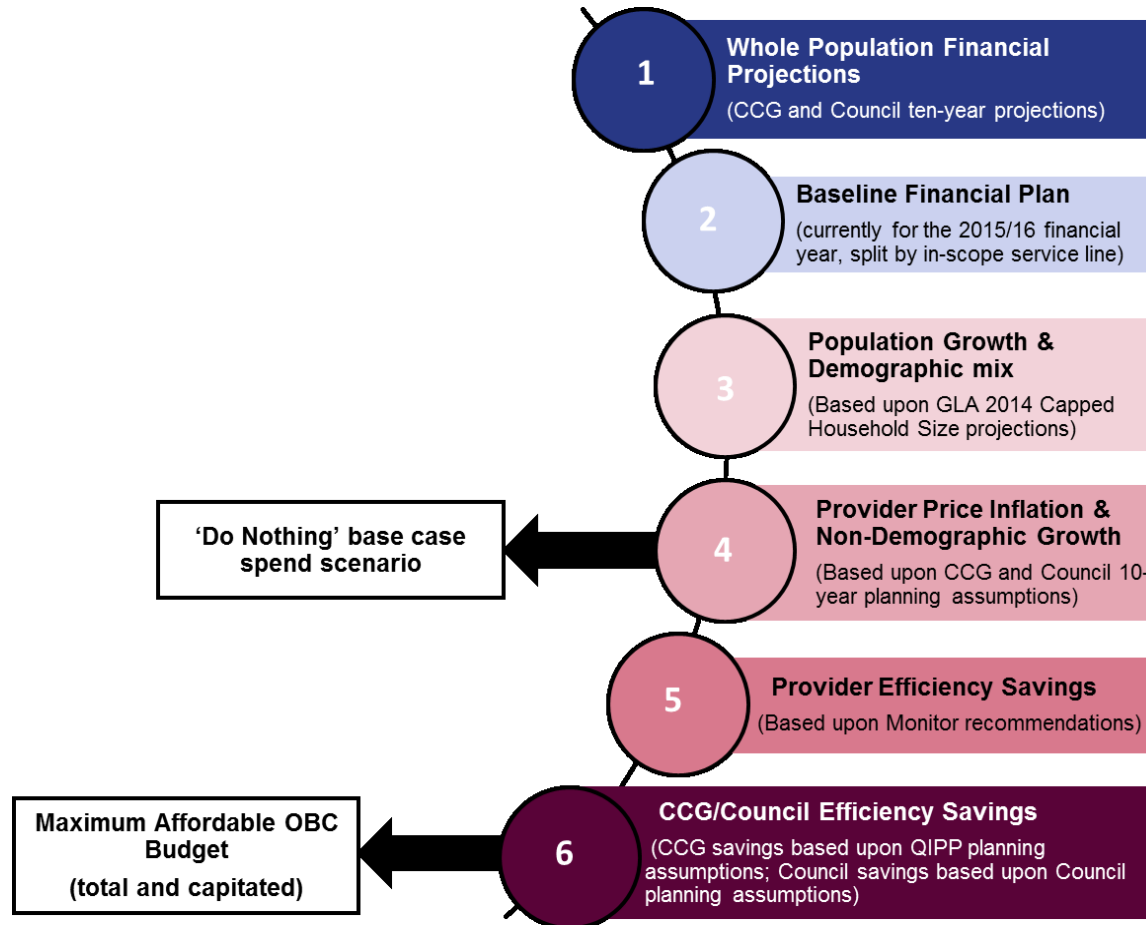 1
Whole Population Financial
Projections
(CCG and Council ten-year projections)
2
Baseline Financial Plan
(currently for the 2015/16 financial
year, split by in-scope service line)
3
Population Growth &
Demographic mix
(Based upon GLA 2014 Capped
Household Size projections)
‘Do Nothing’ base case
spend scenario
4
Provider Price Inflation &
Non-Demographic Growth
(Based upon CCG and Council 10-
year planning assumptions)
5
Provider Efficiency Savings
(Based upon Monitor recommendations)
Maximum Affordable OBC
Budget
(total and capitated)
6
CCG/Council Efficiency Savings
(CCG savings based upon QIPP planning
assumptions; Council savings based upon Council
planning assumptions)